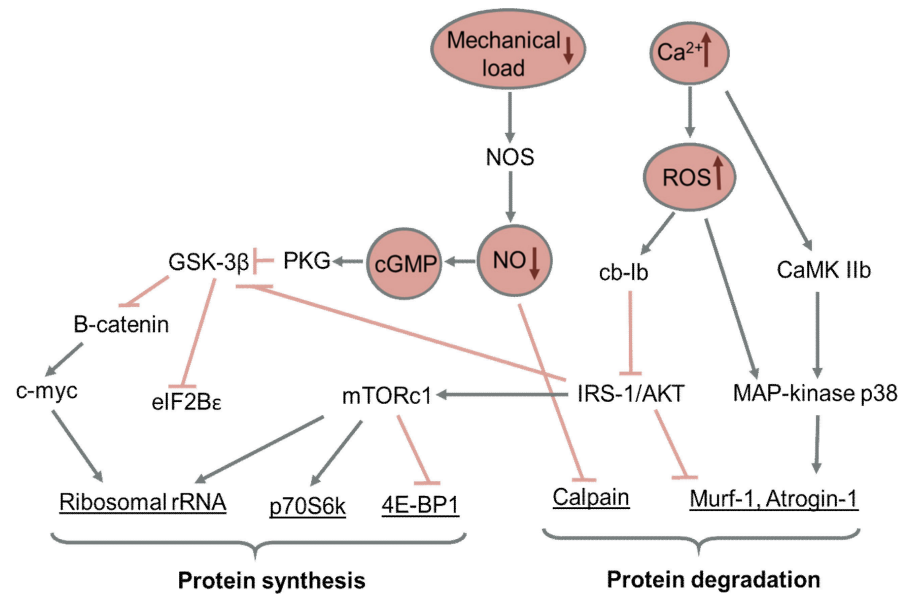 Mechanical
load
Ca²⁺
NOS
ROS
GSK-3β
PKG
cGMP
NO
cb-Ib
CaMK IIb
B-catenin
c-myc
eIF2Bε
mTORc1
IRS-1/AKT
MAP-kinase p38
Ribosomal rRNA
p70S6k
4E-BP1
Calpain
Murf-1, Atrogin-1
Protein synthesis
Protein degradation